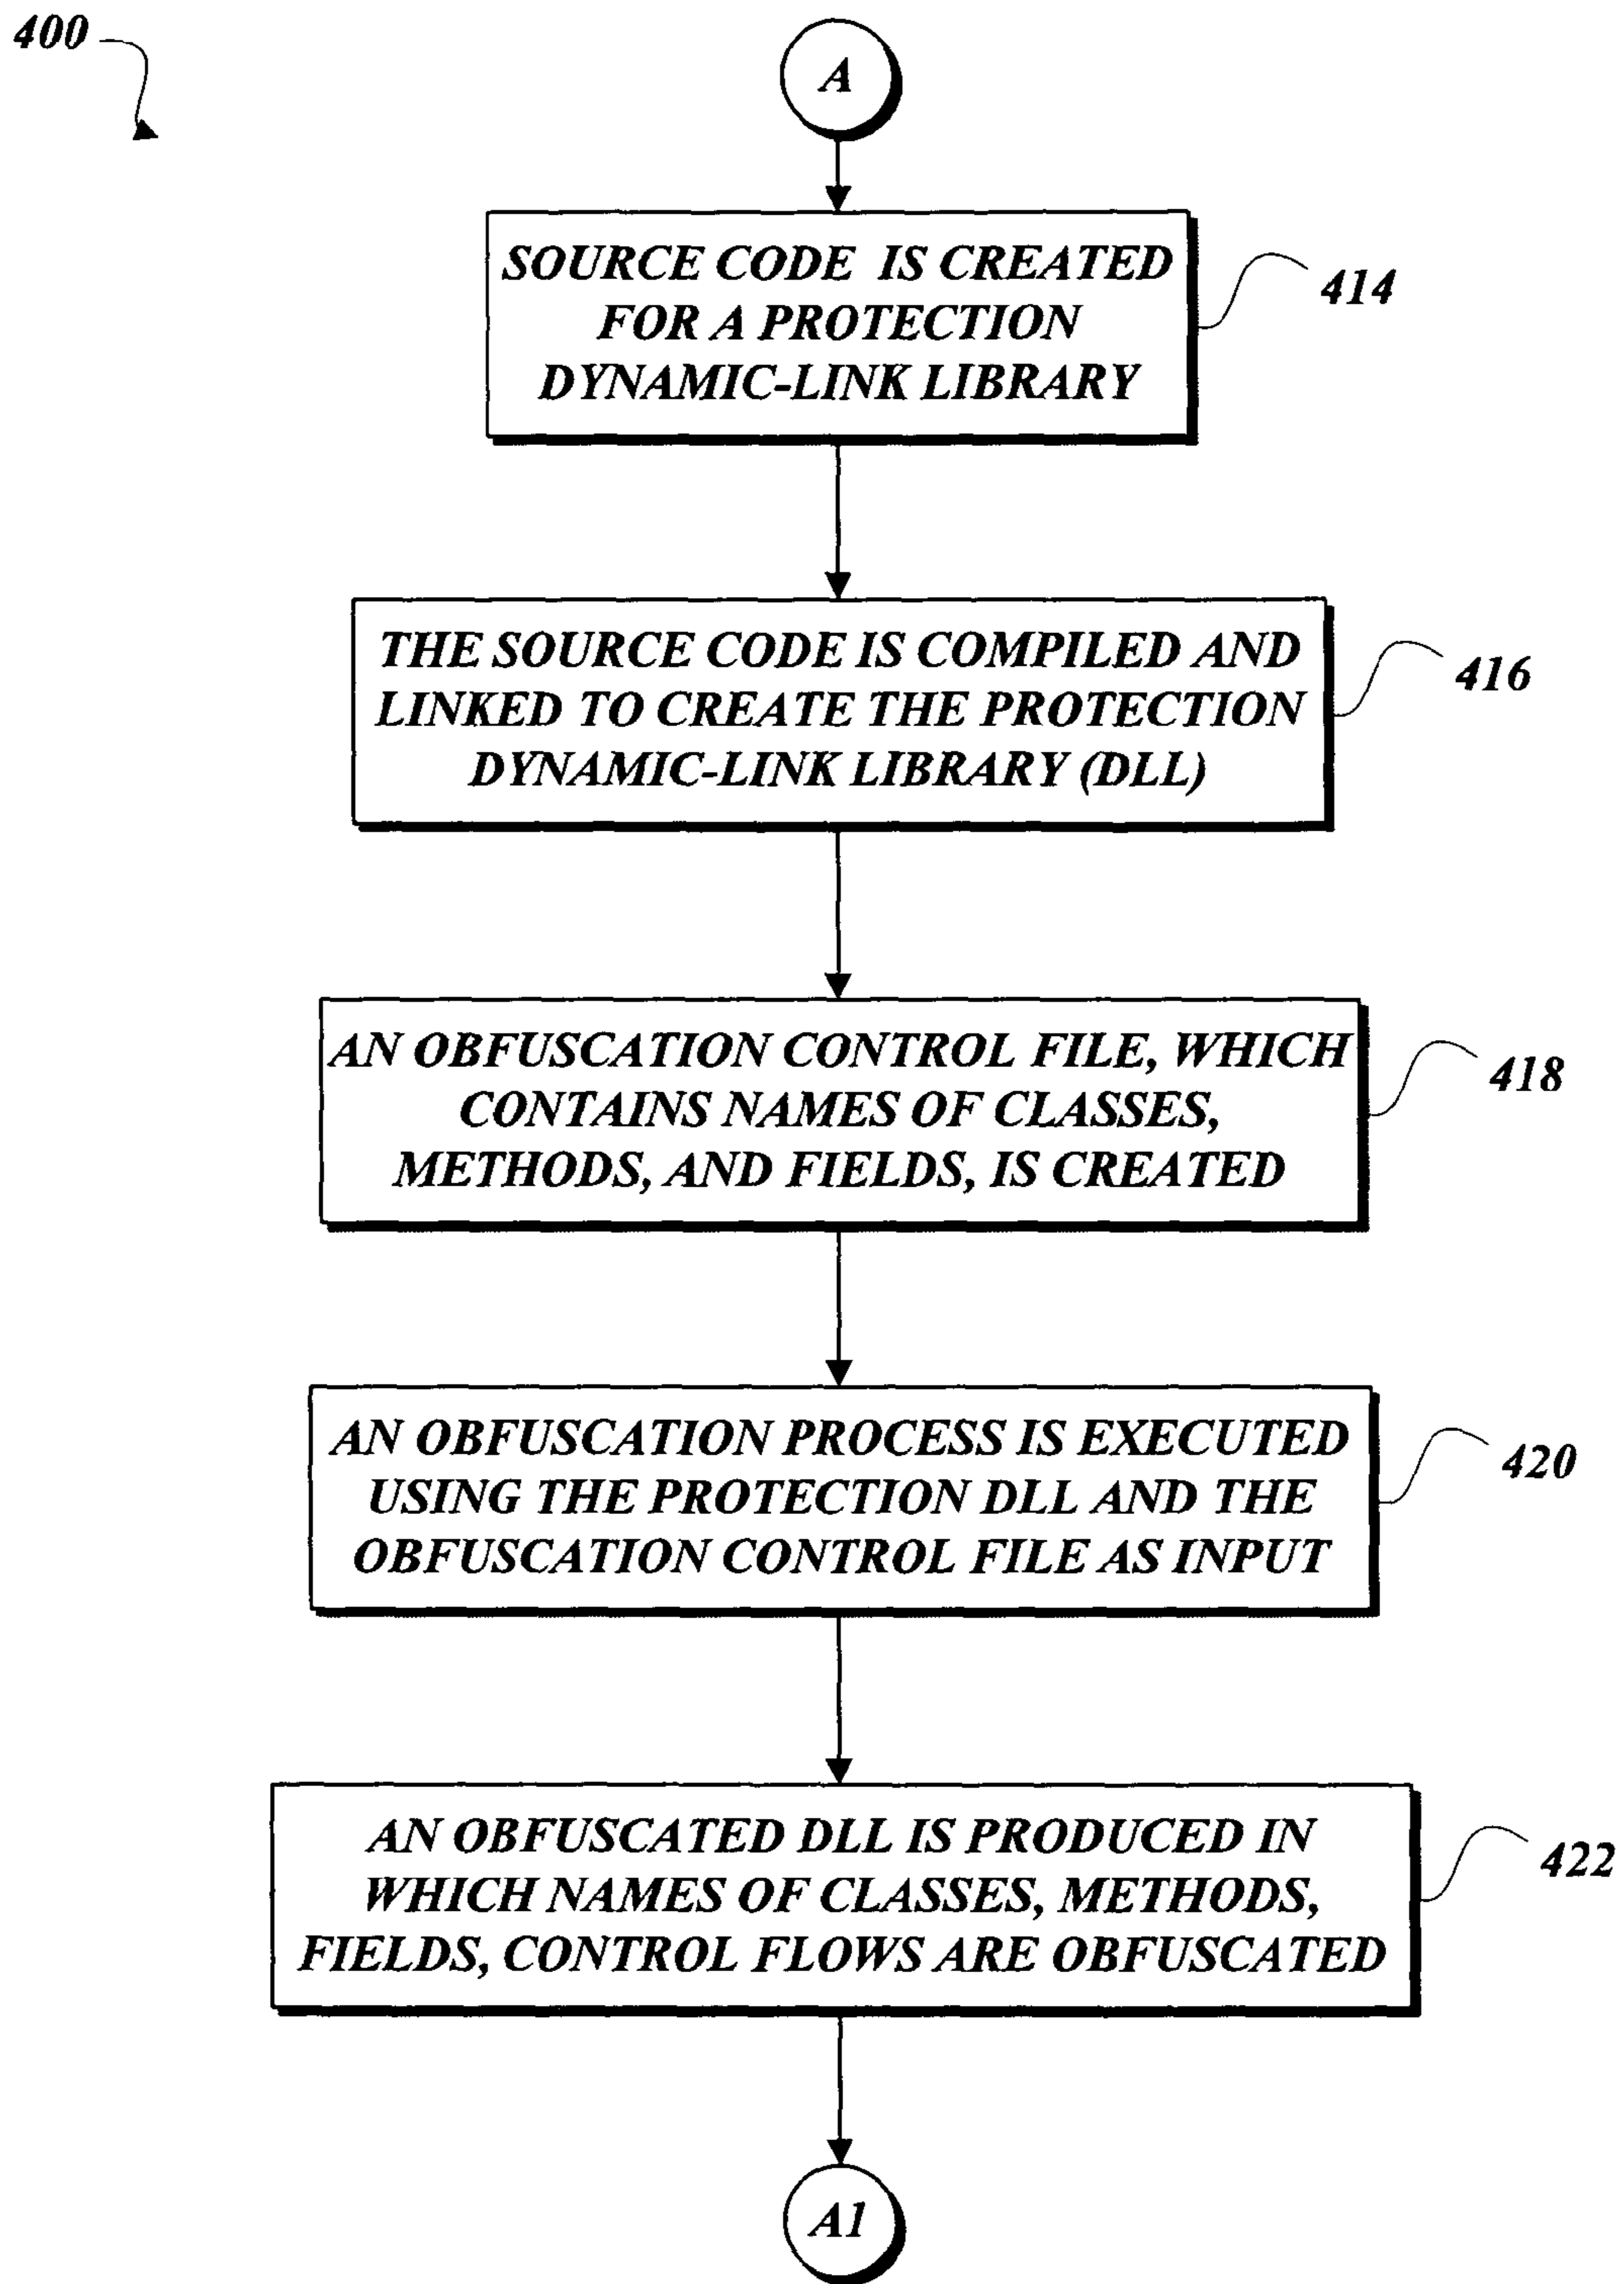 400
A
SOURCE CODE IS CREATED
FOR A PROTECTION
DYNAMIC-LINK LIBRARY
414
THE SOURCE CODE IS COMPILED AND
LINKED TO CREATE THE PROTECTION
DYNAMIC-LINK LIBRARY (DLL)
416
AN OBFUSCATION CONTROL FILE, WHICH
CONTAINS NAMES OF CLASSES,
METHODS, AND FIELDS, IS CREATED
418
AN OBFUSCATION PROCESS IS EXECUTED
USING THE PROTECTION DLL AND THE
OBFUSCATION CONTROL FILE AS INPUT
420
AN OBFUSCATED DLL IS PRODUCED IN
WHICH NAMES OF CLASSES, METHODS,
FIELDS, CONTROL FLOWS ARE OBFUSCATED
422
A1